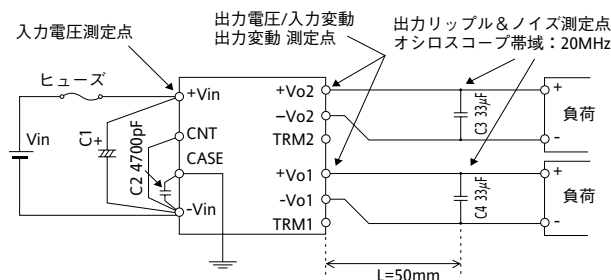 入力電圧測定点
出力電圧/入力変動
出力変動 測定点
出力リップル＆ノイズ測定点
オシロスコープ帯域：20MHz
ヒューズ
Vin
C1
+
C2 4700pF
+Vin
CNT
CASE
-Vin
+Vo2
−Vo2
TRM2
+Vo1
-Vo1
TRM1
C3 33μF
C4 33μF
+
負荷
-
+
負荷
-
L=50mm